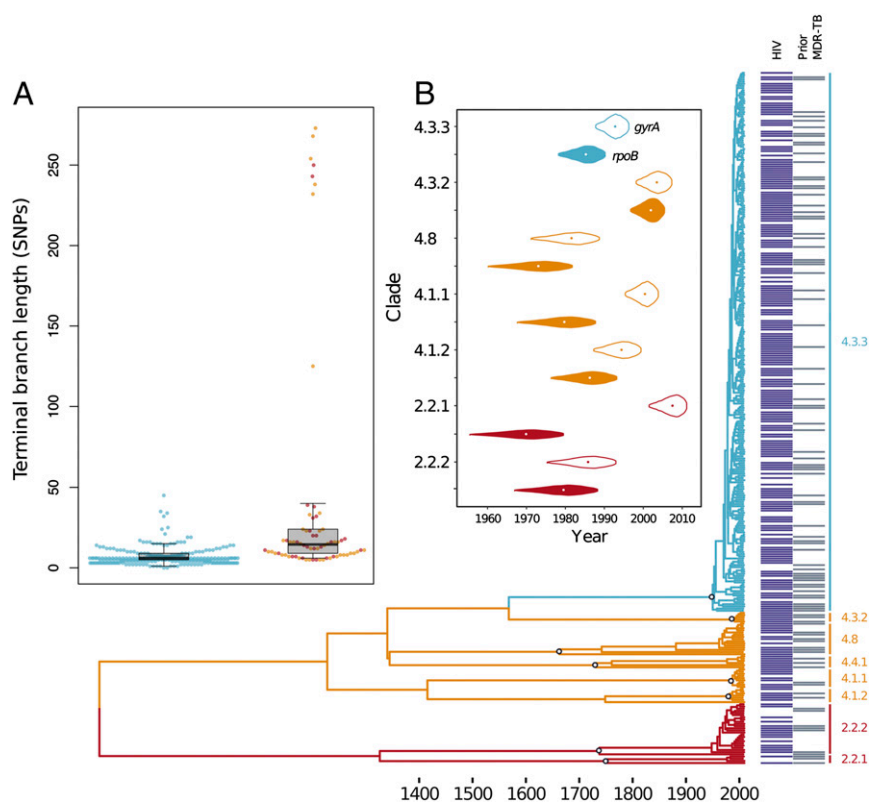 HIV
Prior
MDR-TB
A
Terminal branch length (SNPs)
250
200
150
100
50
0
B
Clade
4.3.3
gyrA
rpoB
4.3.2
4.8
4.1.1
4.1.2
2.2.1
2.2.2
1960 1970 1980 1990 2000 2010
Year
4.3.3
4.3.2
4.8
4.4.1
4.1.1
4.1.2
2.2.2
2.2.1
1400 1500 1600 1700 1800 1900 2000